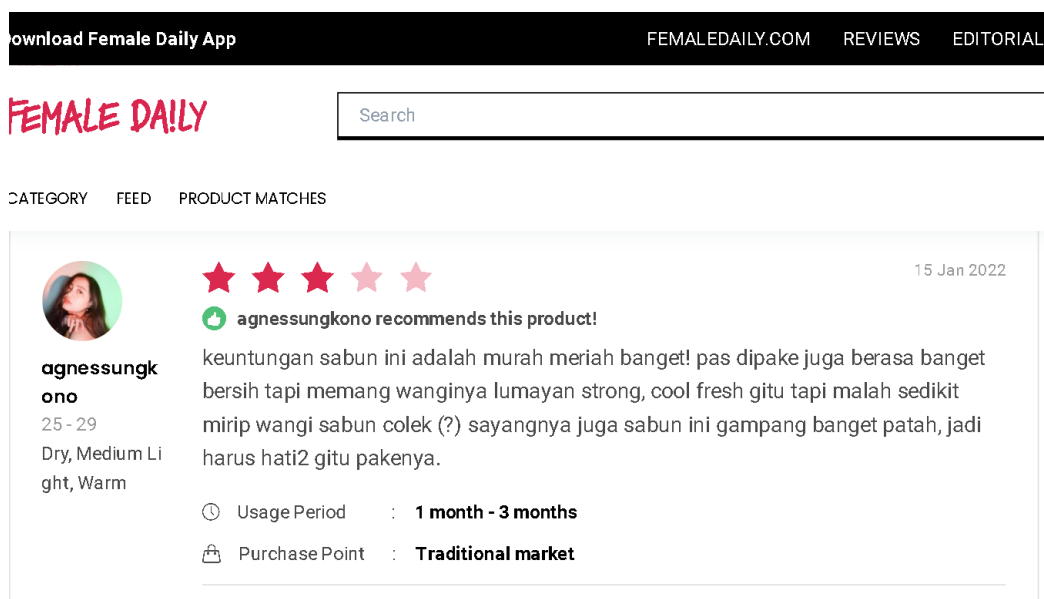 ownload Female Daily App
FEMALEDAILY.COM REVIEWS EDITORIAL
FEMALE DA!LY
Search
CATEGORY FEED PRODUCT MATCHES
15 Jan 2022
agnessungkono recommends this product!
agnessungk
ono
25 - 29
Dry, Medium Li
ght, Warm
keuntungan sabun ini adalah murah meriah banget! pas dipake juga berasa banget
bersih tapi memang wanginya lumayan strong, cool fresh gitu tapi malah sedikit
mirip wangi sabun colek (?) sayangnya juga sabun ini gampang banget patah, jadi
harus hati2 gitu pakenya.
Usage Period : 1 month - 3 months
Purchase Point : Traditional market